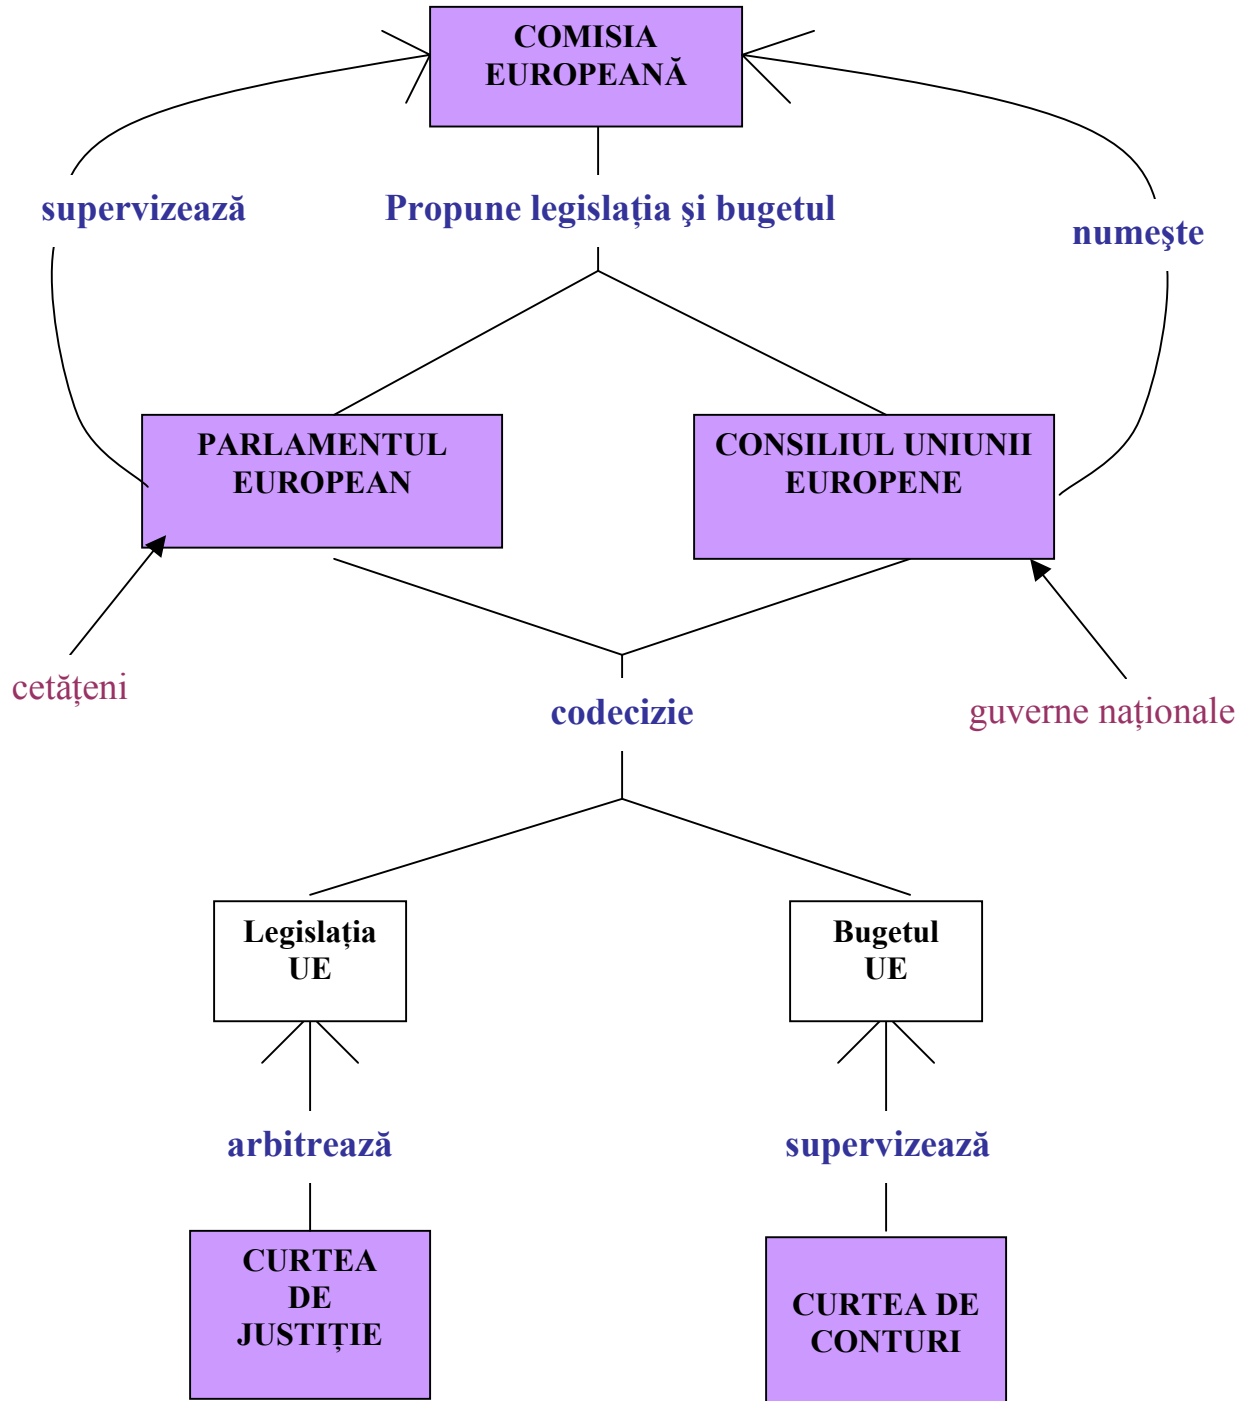 COMISIA
EUROPEANĂ
supervizează
Propune legislația şi bugetul
numeşte
PARLAMENTUL
EUROPEAN
CONSILIUL UNIUNII
EUROPENE
cetățeni
codecizie
guverne naționale
Legislația
UE
Bugetul
UE
arbitrează
supervizează
CURTEA
DE
JUSTIȚIE
CURTEA DE
CONTURI